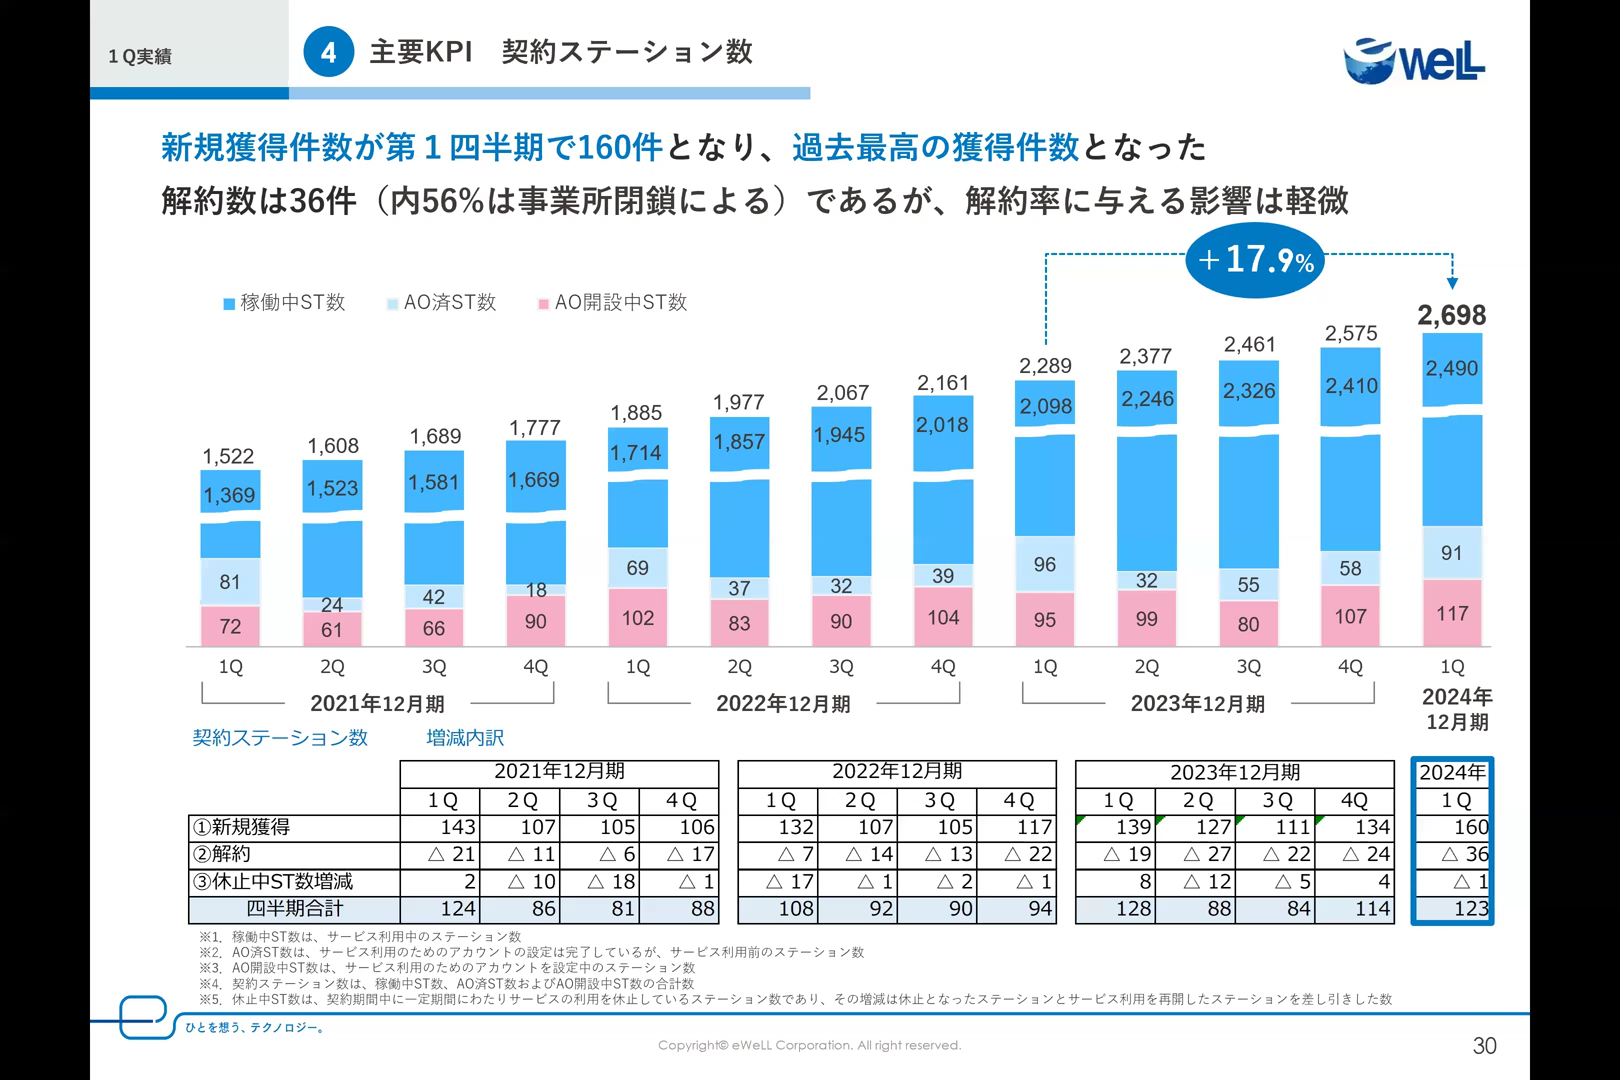 １Q実績
4 主要KPI 契約ステーション数
eWeLL
新規獲得件数が第１四半期で160件となり、過去最高の獲得件数となった
解約数は36件（内56%は事業所閉鎖による）であるが、解約率に与える影響は軽微
＋17.9%
稼働中ST数 AO済ST数 AO開設中ST数
1,522 1,608 1,689 1,777 1,885 1,977 2,067 2,161 2,289 2,377 2,461 2,575 2,698
1,369 1,523 1,581 1,669 1,714 1,857 1,945 2,018 2,098 2,246 2,326 2,410 2,490
81 24 42 18 69 37 32 39 96 32 55 58 91
72 61 66 90 102 83 90 104 95 99 80 107 117
1Q 2Q 3Q 4Q 1Q 2Q 3Q 4Q 1Q 2Q 3Q 4Q 1Q
2021年12月期 2022年12月期 2023年12月期 2024年
12月期
契約ステーション数 増減内訳
2021年12月期 2022年12月期 2023年12月期 2024年
１Q ２Q ３Q ４Q １Q ２Q ３Q ４Q １Q ２Q ３Q 4Q １Q
①新規獲得 143 107 105 106 132 107 105 117 139 127 111 134 160
②解約 △ 21 △ 11 △ 6 △ 17 △ 7 △ 14 △ 13 △ 22 △ 19 △ 27 △ 22 △ 24 △ 36
③休止中ST数増減 2 △ 10 △ 18 △ 1 △ 17 △ 1 △ 2 △ 1 8 △ 12 △ 5 4 △ 1
四半期合計 124 86 81 88 108 92 90 94 128 88 84 114 123
※1．稼働中ST数は、サービス利用中のステーション数
※2．AO済ST数は、サービス利用のためのアカウントの設定は完了しているが、サービス利用前のステーション数
※3．AO開設中ST数は、サービス利用のためのアカウントを設定中のステーション数
※4．契約ステーション数は、稼働中ST数、AO済ST数およびAO開設中ST数の合計数
※5．休止中ST数は、契約期間中に一定期間にわたりサービスの利用を休止しているステーション数であり、その増減は休止となったステーションとサービス利用を再開したステーションを差し引きした数
ひとを想う、テクノロジー。
Copyright© eWeLL Corporation. All right reserved.
30